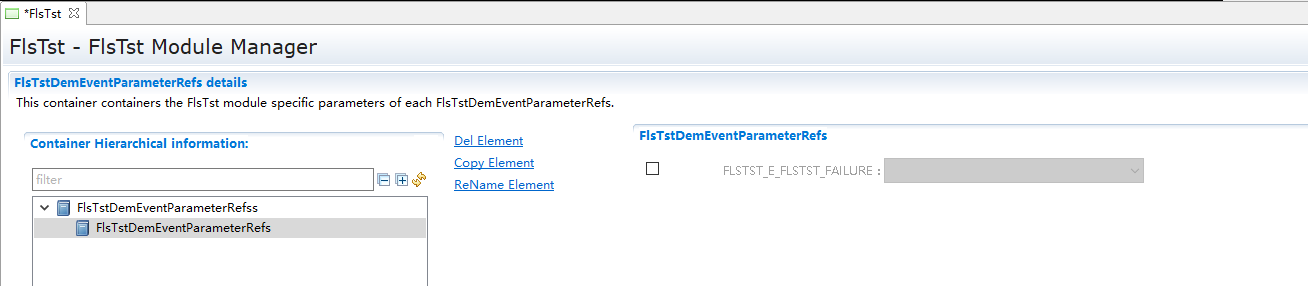 *FlsTst
FlsTst - FlsTst Module Manager
FlsTstDemEventParameterRefs details
This container containers the FlsTst module specific parameters of each FlsTstDemEventParameterRefs.
Container Hierarchical information:
filter
FlsTstDemEventParameterRefss
FlsTstDemEventParameterRefs
Del Element
Copy Element
ReName Element
FlsTstDemEventParameterRefs
FLSTST_E_FLSTST_FAILURE :